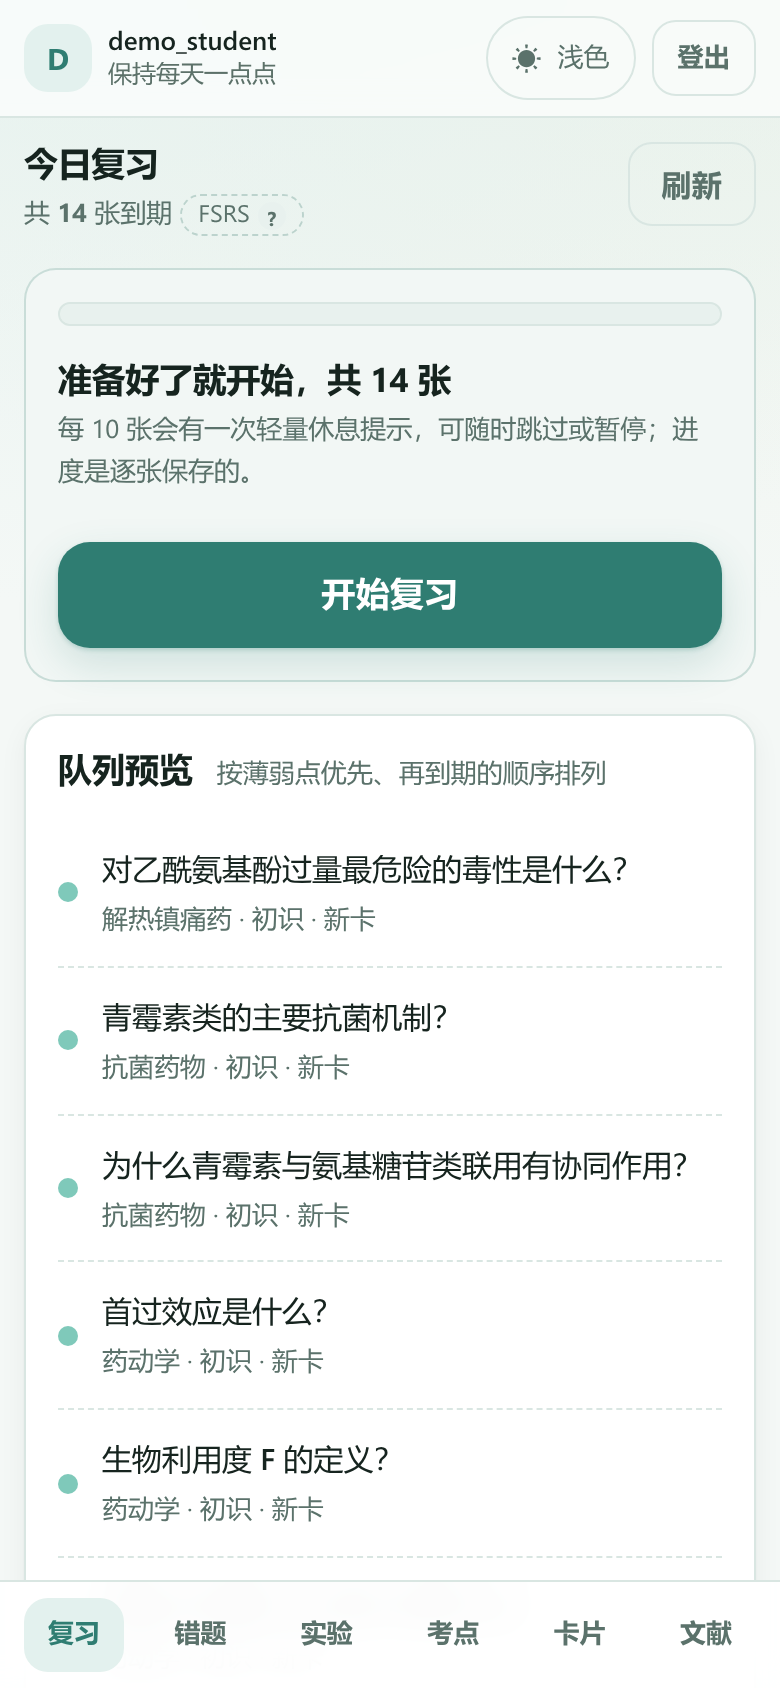 D
demo_student
保持每天一点点
浅色
登出
今日复习
共 14 张到期 FSRS ?
刷新
准备好了就开始，共 14 张
每 10 张会有一次轻量休息提示，可随时跳过或暂停；进
度是逐张保存的。
开始复习
队列预览 按薄弱点优先、再到期的顺序排列
对乙酰氨基酚过量最危险的毒性是什么？
解热镇痛药 · 初识 · 新卡
青霉素类的主要抗菌机制？
抗菌药物 · 初识 · 新卡
为什么青霉素与氨基糖苷类联用有协同作用？
抗菌药物 · 初识 · 新卡
首过效应是什么？
药动学 · 初识 · 新卡
生物利用度 F 的定义？
药动学 · 初识 · 新卡
复习 错题 实验 考点 卡片 文献